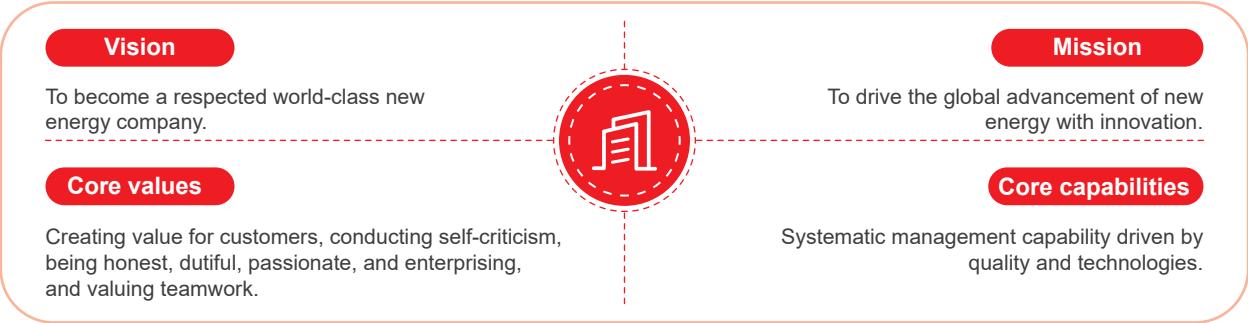 Vision
To become a respected world-class new
energy company.
Mission
To drive the global advancement of new
energy with innovation.
Core values
Creating value for customers, conducting self-criticism,
being honest, dutiful, passionate, and enterprising,
and valuing teamwork.
Core capabilities
Systematic management capability driven by
quality and technologies.